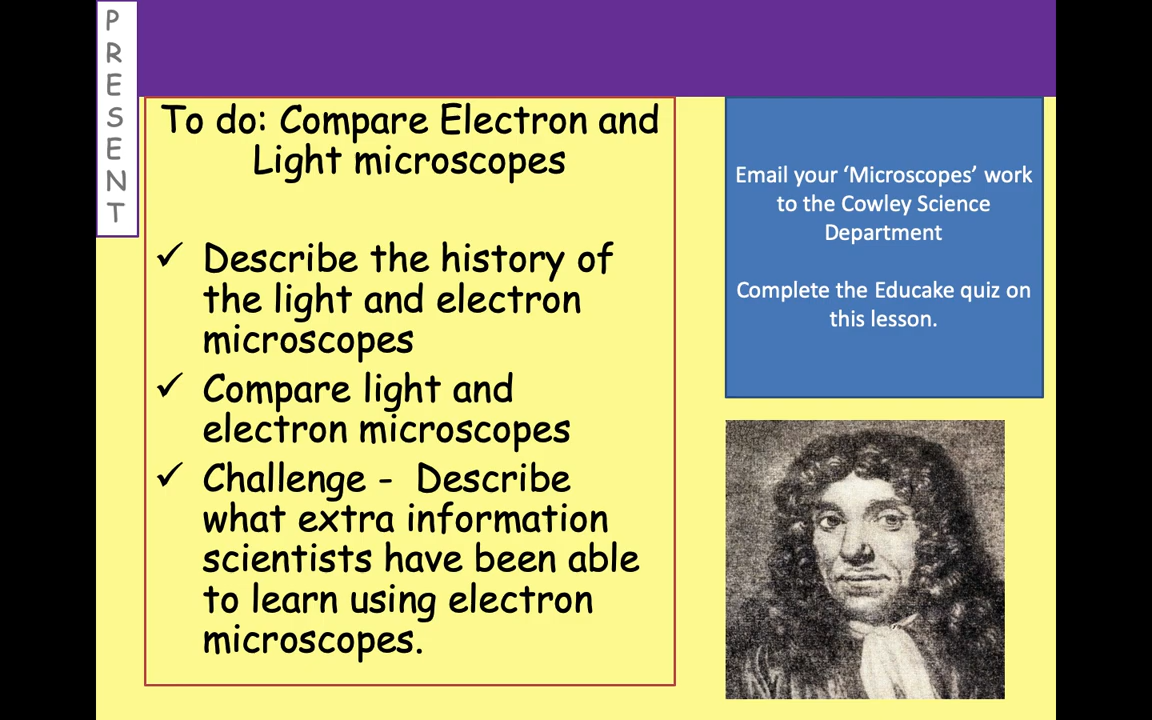 PRESENT
To do: Compare Electron and
Light microscopes
✓ Describe the history of
the light and electron
microscopes
✓ Compare light and
electron microscopes
✓ Challenge - Describe
what extra information
scientists have been able
to learn using electron
microscopes.
Email your ‘Microscopes’ work
to the Cowley Science
Department
Complete the Educake quiz on
this lesson.